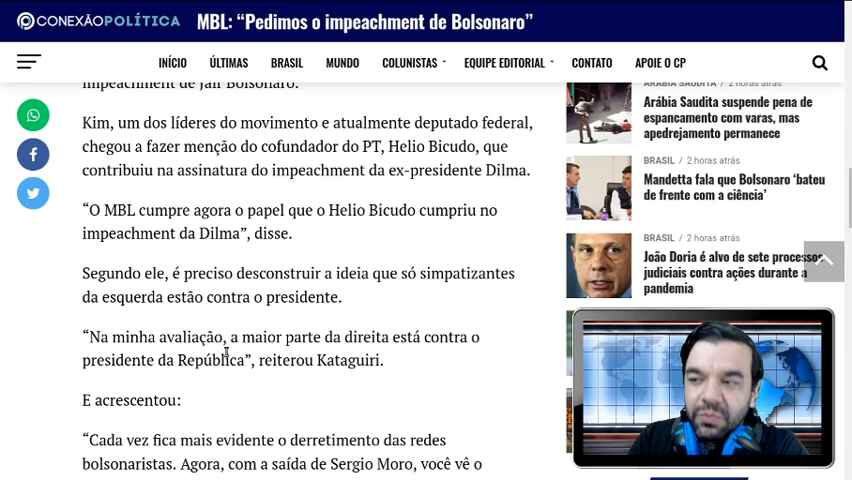 CONEXÃOPOLÍTICA
MBL: “Pedimos o impeachment de Bolsonaro”
INÍCIO
ÚLTIMAS
BRASIL
MUNDO
COLUNISTAS
EQUIPE EDITORIAL
CONTATO
APOIE O CP
impeachment de Jair Bolsonaro.
Kim, um dos líderes do movimento e atualmente deputado federal,
chegou a fazer menção do cofundador do PT, Helio Bicudo, que
contribuiu na assinatura do impeachment da ex-presidente Dilma.
“O MBL cumpre agora o papel que o Helio Bicudo cumpriu no
impeachment da Dilma”, disse.
Segundo ele, é preciso desconstruir a ideia que só simpatizantes
da esquerda estão contra o presidente.
“Na minha avaliação, a maior parte da direita está contra o
presidente da República”, reiterou Kataguiri.
E acrescentou:
“Cada vez fica mais evidente o derretimento das redes
bolsonaristas. Agora, com a saída de Sergio Moro, você vê o
ARÁBIA SAUDITA / 2 horas atrás
Arábia Saudita suspende pena de
espancamento com varas, mas
apedrejamento permanece
BRASIL / 2 horas atrás
Mandetta fala que Bolsonaro ‘bateu
de frente com a ciência’
BRASIL / 2 horas atrás
João Doria é alvo de sete processos
judiciais contra ações durante a
pandemia